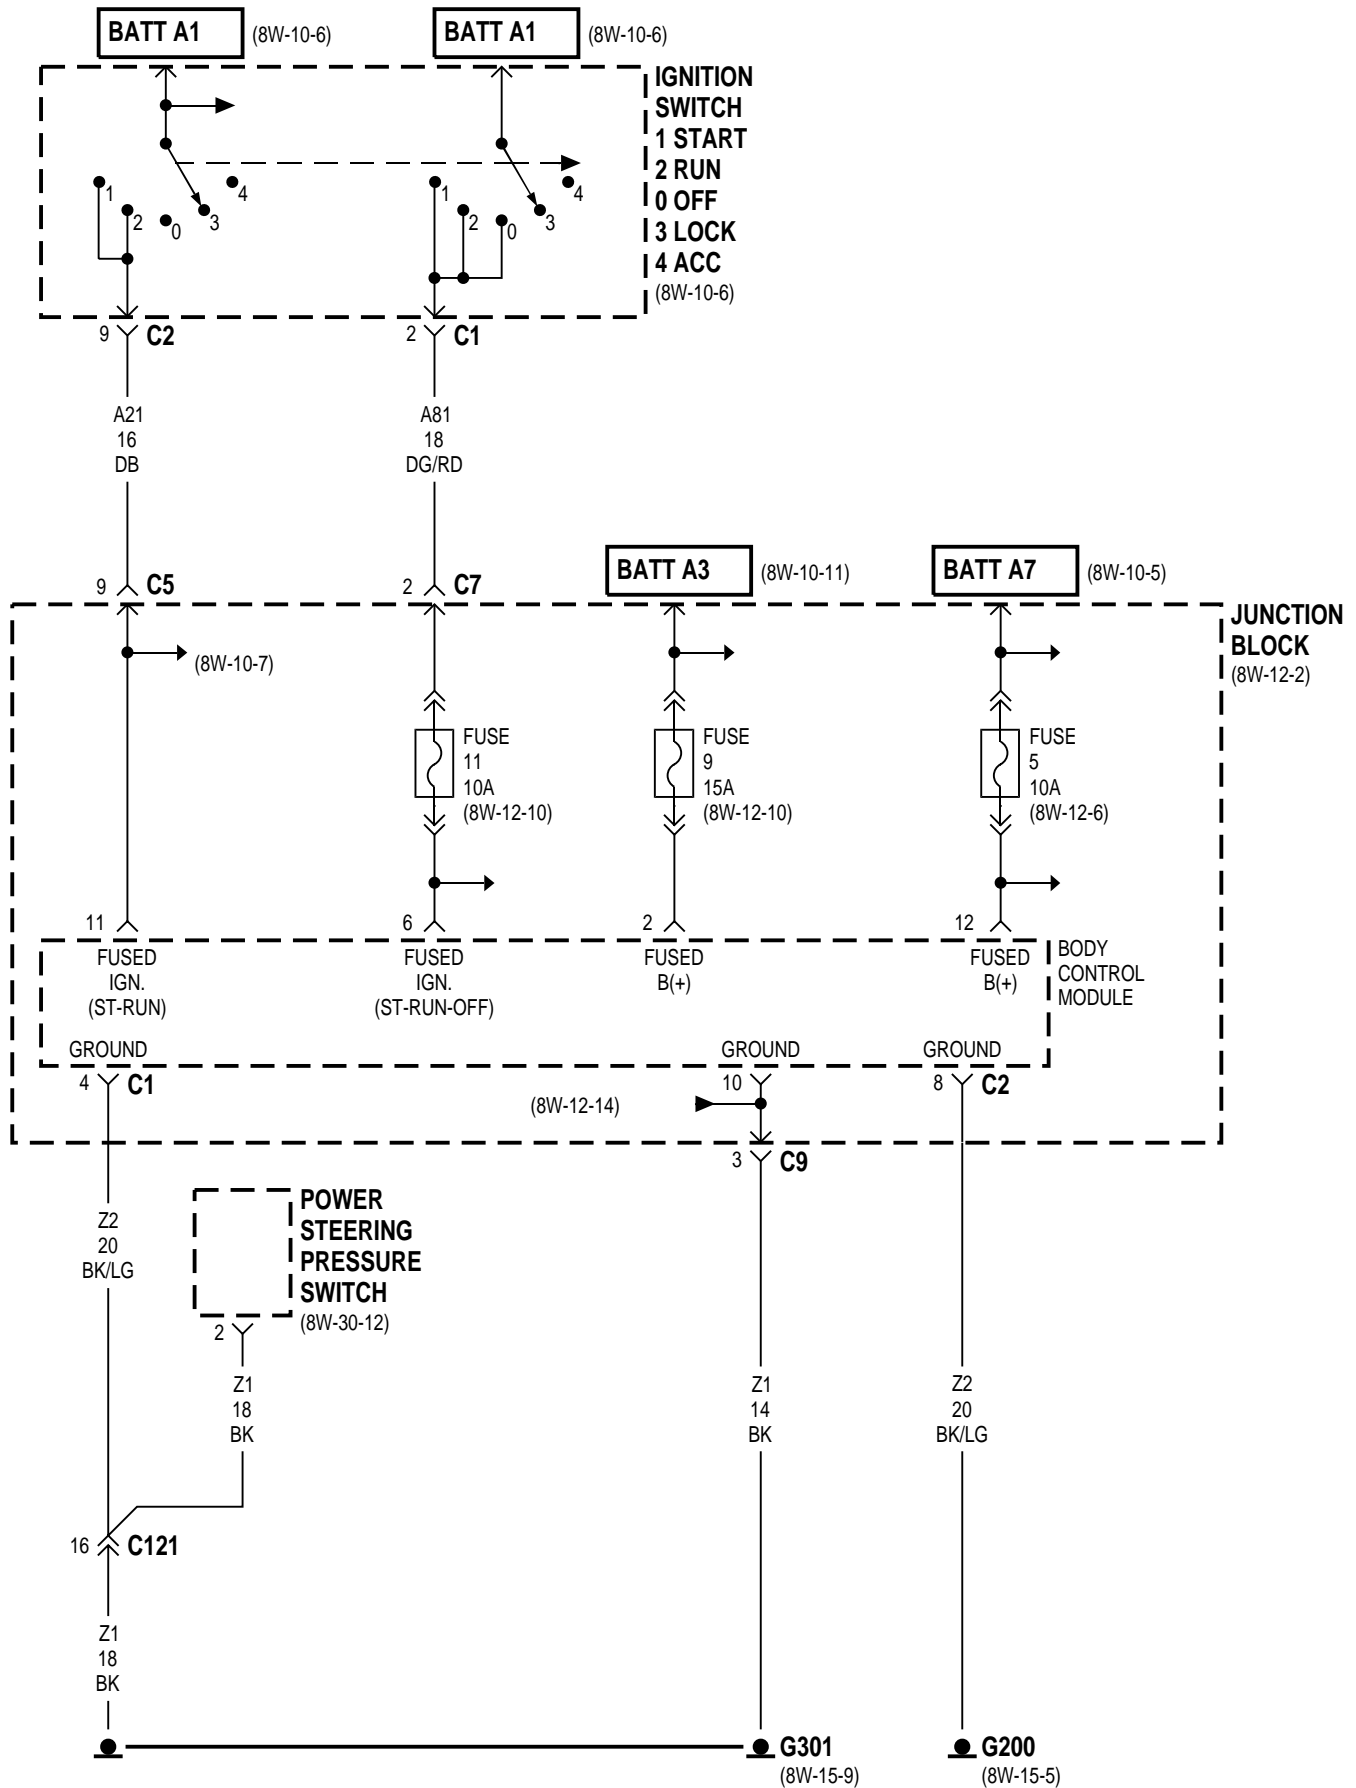 BATT A1 (8W-10-6)
BATT A1 (8W-10-6)
IGNITION
SWITCH
1 START
2 RUN
0 OFF
3 LOCK
4 ACC
(8W-10-6)
1
2
0
3
4
1
2
0
3
4
9 C2
2 C1
A21
16
DB
A81
18
DG/RD
9 C5
2 C7
BATT A3 (8W-10-11)
BATT A7 (8W-10-5)
JUNCTION
BLOCK
(8W-12-2)
(8W-10-7)
FUSE
11
10A
(8W-12-10)
FUSE
9
15A
(8W-12-10)
FUSE
5
10A
(8W-12-6)
11
6
2
12
FUSED
IGN.
(ST-RUN)
FUSED
IGN.
(ST-RUN-OFF)
FUSED
B(+)
FUSED
B(+)
BODY
CONTROL
MODULE
GROUND
GROUND
GROUND
4 C1
10
8 C2
(8W-12-14)
3 C9
Z2
20
BK/LG
POWER
STEERING
PRESSURE
SWITCH
(8W-30-12)
2
Z1
18
BK
Z1
14
BK
Z2
20
BK/LG
16 C121
Z1
18
BK
G301
(8W-15-9)
G200
(8W-15-5)